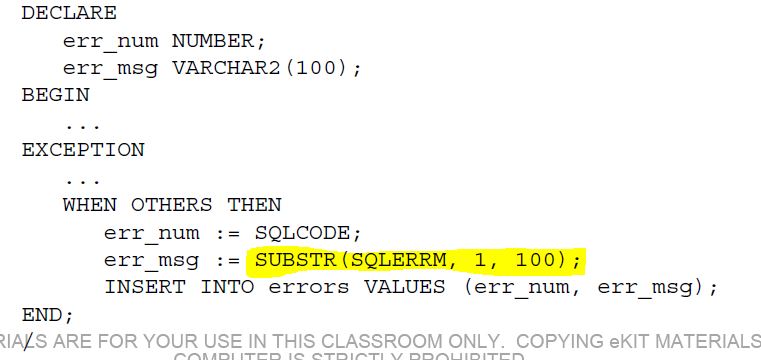 DECLARE
err_num NUMBER;
err_msg VARCHAR2(100);
BEGIN
...
EXCEPTION
...
WHEN OTHERS THEN
err_num := SQLCODE;
err_msg := SUBSTR(SQLERRM, 1, 100);
INSERT INTO errors VALUES (err_num, err_msg);
END;
/
RIALS ARE FOR YOUR USE IN THIS CLASSROOM ONLY. COPYING eKIT MATERIALS
COMPUTER IS STRICTLY PROHIBITED